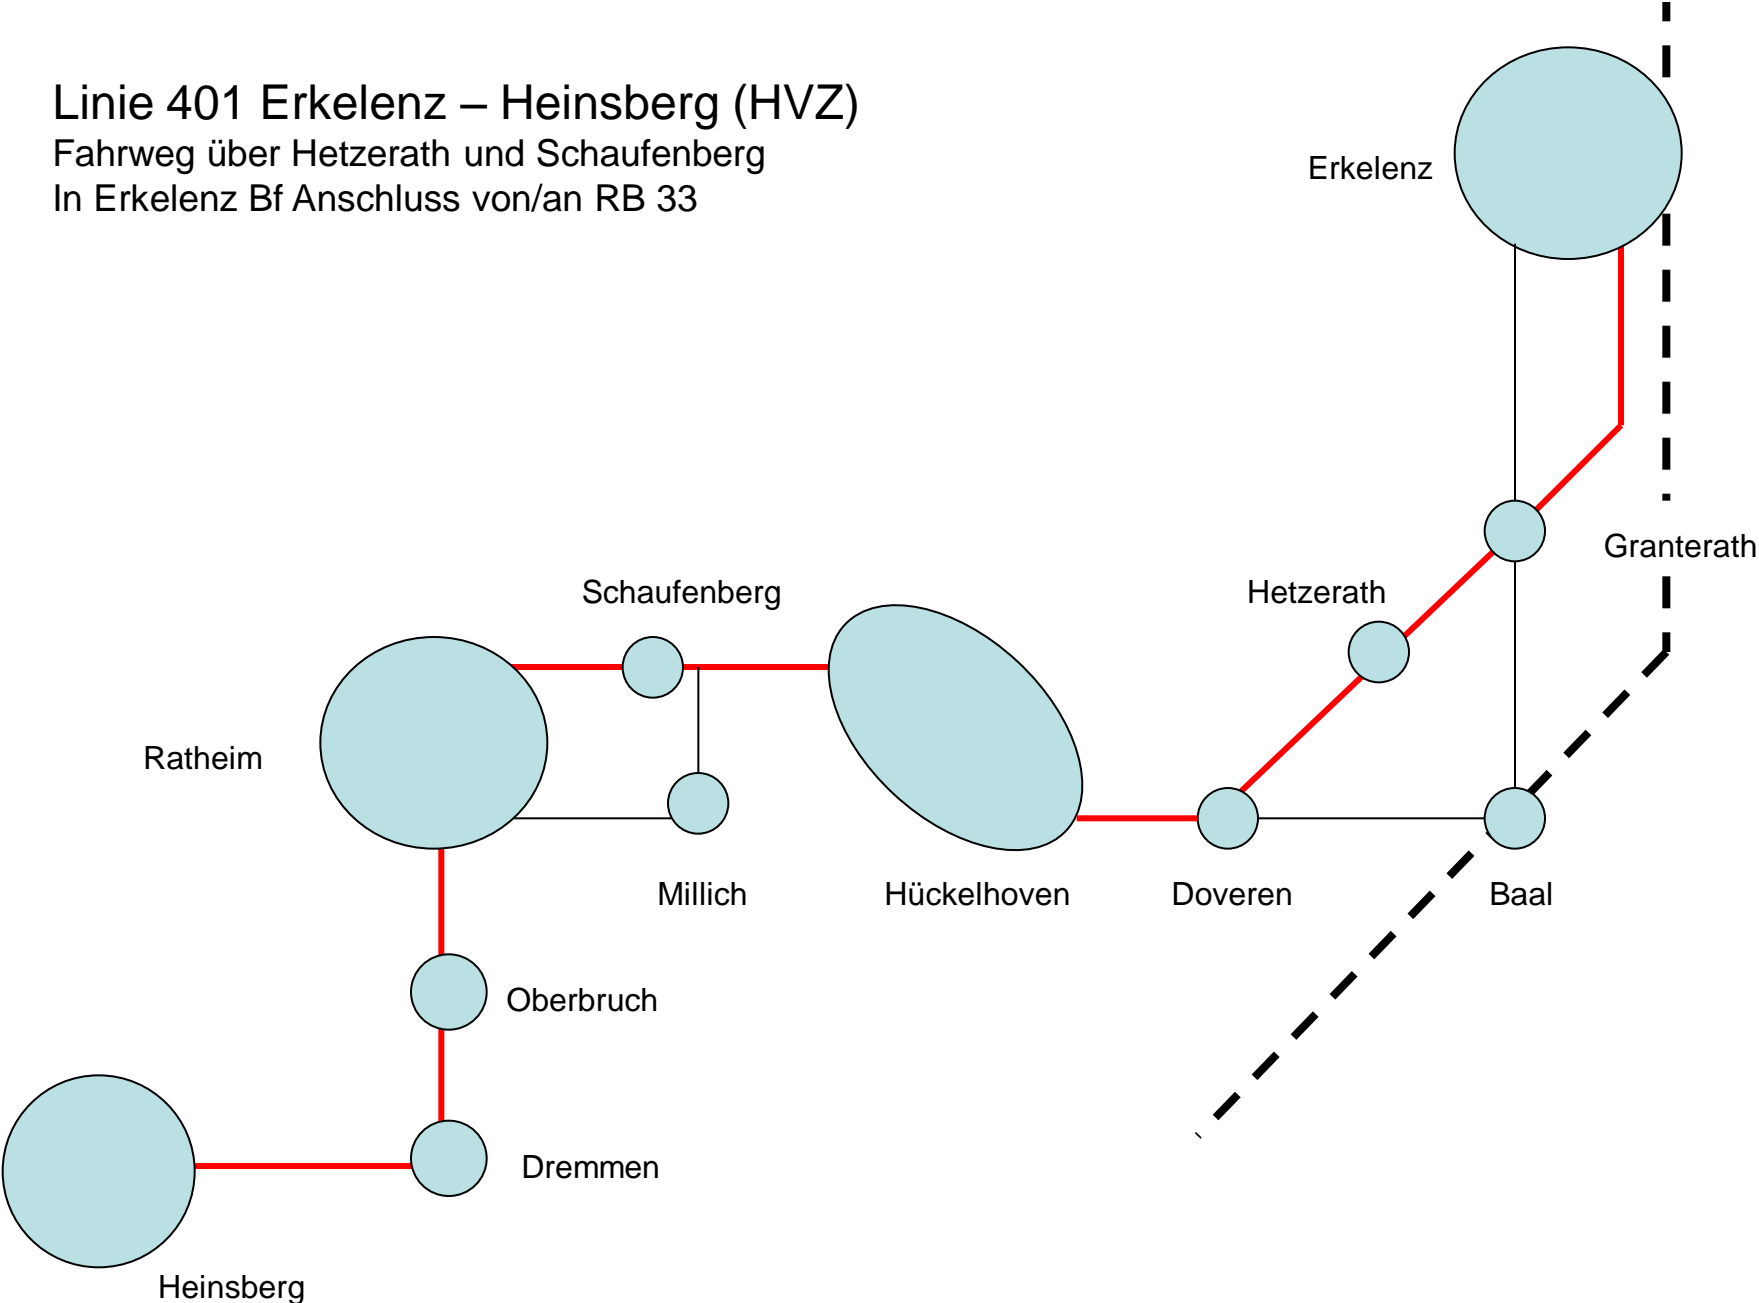 Linie 401 Erkelenz – Heinsberg (HVZ)
Fahrweg über Hetzerath und Schaufenberg
In Erkelenz Bf Anschluss von/an RB 33
Erkelenz
Granterath
Schaufenberg
Hetzerath
Ratheim
Millich
Hückelhoven
Doveren
Baal
Oberbruch
Dremmen
Heinsberg